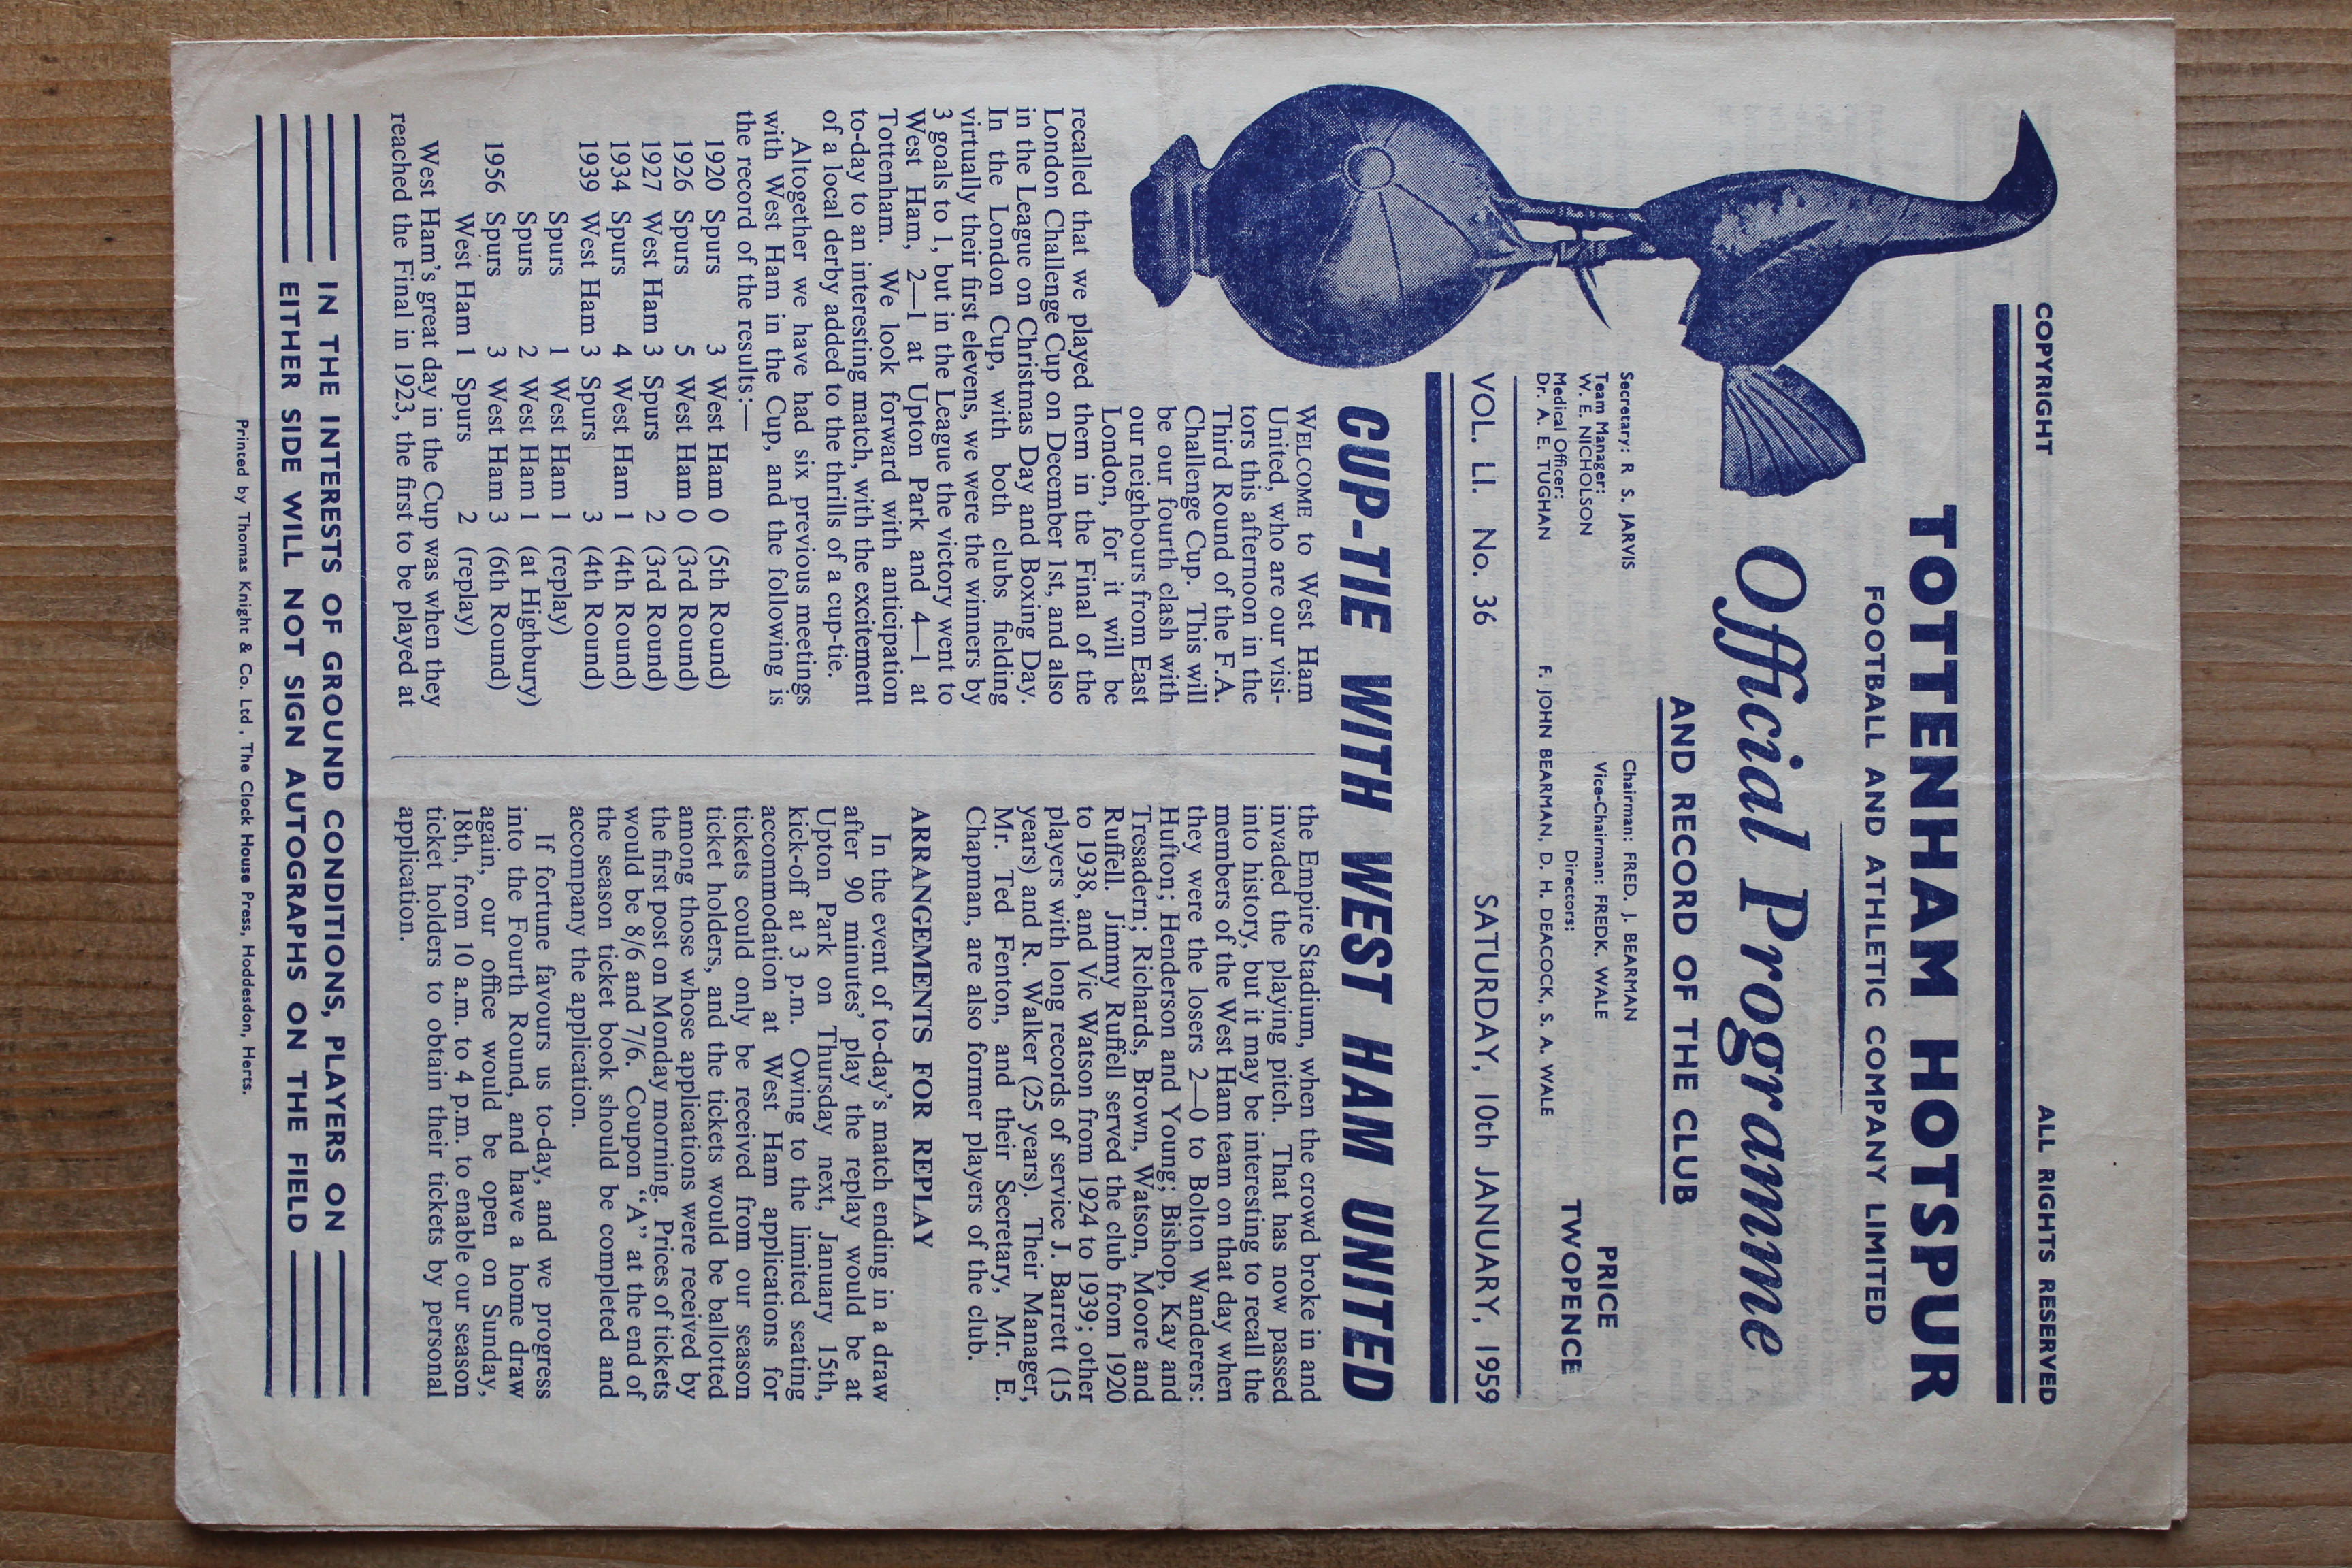 COPYRIGHT ALL RIGHTS RESERVED
TOTTENHAM HOTSPUR
FOOTBALL AND ATHLETIC COMPANY LIMITED
Official Programme
AND RECORD OF THE CLUB
Secretary: R S. JARVIS
Team Manager:
W. E. NICHOLSON
Medical Officer:
Dr. A. E. TUGHAN
Chairman: FRED. J. BEARMAN
Vice-Chairman: FREDK. WALE
Directors:
F. JOHN BEARMAN, D. H. DEACOCK, S. A. WALE
PRICE
TWOPENCE
VOL. LI. No. 36 SATURDAY, 10th JANUARY, 1959
CUP-TIE WITH WEST HAM UNITED
WELCOME to West Ham
United, who are our visi-
tors this afternoon in the
Third Round of the F.A.
Challenge Cup. This will
be our fourth clash with
our neighbours from East
London, for it will be
recalled that we played them in the Final of the
London Challenge Cup on December 1st, and also
in the League on Christmas Day and Boxing Day.
In the London Cup, with both clubs fielding
virtually their first elevens, we were the winners by
3 goals to 1, but in the League the victory went to
West Ham, 2—1 at Upton Park and 4—1 at
Tottenham. We look forward with anticipation
to-day to an interesting match, with the excitement
of a local derby added to the thrills of a cup-tie.
Altogether we have had six previous meetings
with West Ham in the Cup, and the following is
the record of the results:—
1920 Spurs 3 West Ham 0 (5th Round)
1926 Spurs 5 West Ham 0 (3rd Round)
1927 West Ham 3 Spurs 2 (3rd Round)
1934 Spurs 4 West Ham 1 (4th Round)
1939 West Ham 3 Spurs 3 (4th Round)
Spurs 1 West Ham 1 (replay)
Spurs 2 West Ham 1 (at Highbury)
1956 Spurs 3 West Ham 3 (6th Round)
West Ham 1 Spurs 2 (replay)
West Ham's great day in the Cup was when they
reached the Final in 1923, the first to be played at
the Empire Stadium, when the crowd broke in and
invaded the playing pitch. That has now passed
into history, but it may be interesting to recall the
members of the West Ham team on that day when
they were the losers 2—0 to Bolton Wanderers:
Hufton; Henderson and Young; Bishop, Kay and
Tresadern; Richards, Brown, Watson, Moore and
Ruffell. Jimmy Ruffell served the club from 1920
to 1938, and Vic Watson from 1924 to 1939; other
players with long records of service J. Barrett (15
years) and R. Walker (25 years). Their Manager,
Mr. Ted Fenton, and their Secretary, Mr. E.
Chapman, are also former players of the club.
ARRANGEMENTS FOR REPLAY
In the event of to-day's match ending in a draw
after 90 minutes' play the replay would be at
Upton Park on Thursday next, January 15th,
kick-off at 3 p.m. Owing to the limited seating
accommodation at West Ham applications for
tickets could only be received from our season
ticket holders, and the tickets would be ballotted
among those whose applications were received by
the first post on Monday morning. Prices of tickets
would be 8/6 and 7/6. Coupon "A" at the end of
the season ticket book should be completed and
accompany the application.
If fortune favours us to-day, and we progress
into the Fourth Round, and have a home draw
again, our office would be open on Sunday,
18th, from 10 a.m. to 4 p.m. to enable our season
ticket holders to obtain their tickets by personal
application.
IN THE INTERESTS OF GROUND CONDITIONS, PLAYERS ON
EITHER SIDE WILL NOT SIGN AUTOGRAPHS ON THE FIELD
Printed by Thomas Knight & Co. Ltd, The Clock House Press, Hoddesdon, Herts.